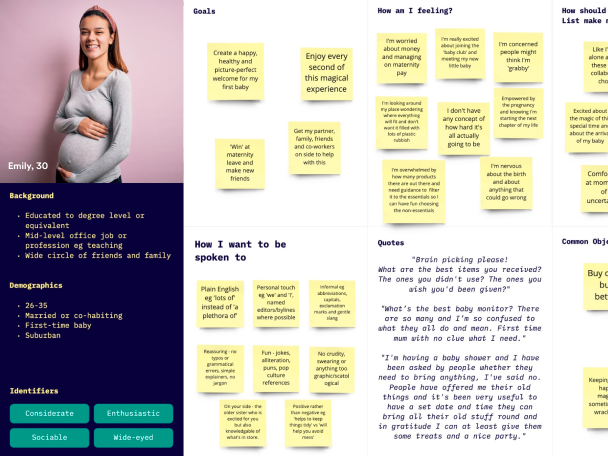 Emily, 30
Background
• Educated to degree level or
equivalent
• Mid-level office job or
profession eg teaching
• Wide circle of friends and family
Demographics
• 26-35
• Married or co-habiting
• First-time baby
• Suburban
Identifiers
Considerate
Enthusiastic
Sociable
Wide-eyed
Goals
Create a happy,
healthy and
picture-perfect
welcome for my
first baby
Enjoy every
second of
this magical
experience
'Win' at
maternity
leave and
make new
friends
Get my partner,
family, friends
and co-workers
on side to help
with this
How am I feeling?
I'm worried
about money
and managing
on maternity
pay
I'm really excited
about joining the
'baby club' and
meeting my new
little baby
I'm concerned
people might
think I'm
'grabby'
I'm looking around
my place wondering
where everything
will fit and don't
want it filled with
lots of plastic
rubbish
I don't have
any concept of
how hard it's
all actually
going to be
Empowered by
the pregnancy
and knowing I'm
starting the next
chapter of my life
I'm overwhelmed by
how many products
there are out there and
need guidance to filter
it to the essentials so I
can have fun choosing
the non-essentials
I'm nervous
about the birth
and about
anything that
could go wrong
How should
List make m
Like I'
alone a
these
collab
cho
Excited about
the magic of th
special time ar
about the arriv
of my baby
Comfo
at mom
of
uncerta
How I want to be
spoken to
Plain English
eg 'lots of'
instead of 'a
plethora of'
Personal touch
eg 'we' and 'I',
named
editors/bylines
where possible
Informal eg
abbreviations,
capitals,
exclamation
marks and gentle
slang
Reassuring - no
typos or
grammatical
errors, simple
explainers, no
jargon
Fun - jokes,
alliteration,
puns, pop
culture
references
No crudity,
swearing or
anything too
graphic/scatol
ogical
On your side - the
older sister who is
excited for you
but also
knowledgeable of
what's in store.
Positive rather
than negative eg
'helps to keep
things tidy' vs 'will
help you avoid
mess'
Quotes
"Brain picking please!
What are the best items you received?
The ones you didn't use? The ones you
wish you'd been given?"
"What's the best baby monitor? There
are so many and I'm so confused to
what they all do and mean. First time
mum with no clue what I need."
"I'm having a baby shower and I have
been asked by people whether they
need to bring anything, I've said no.
People have offered me their old
things and it's been very useful to
have a set date and time they can
bring all their old stuff round and
in gratitude I can at least give them
some treats and a nice party."
Common Obje
Buy o
bu
bet
Keeping
hap
mag
someti
wrac